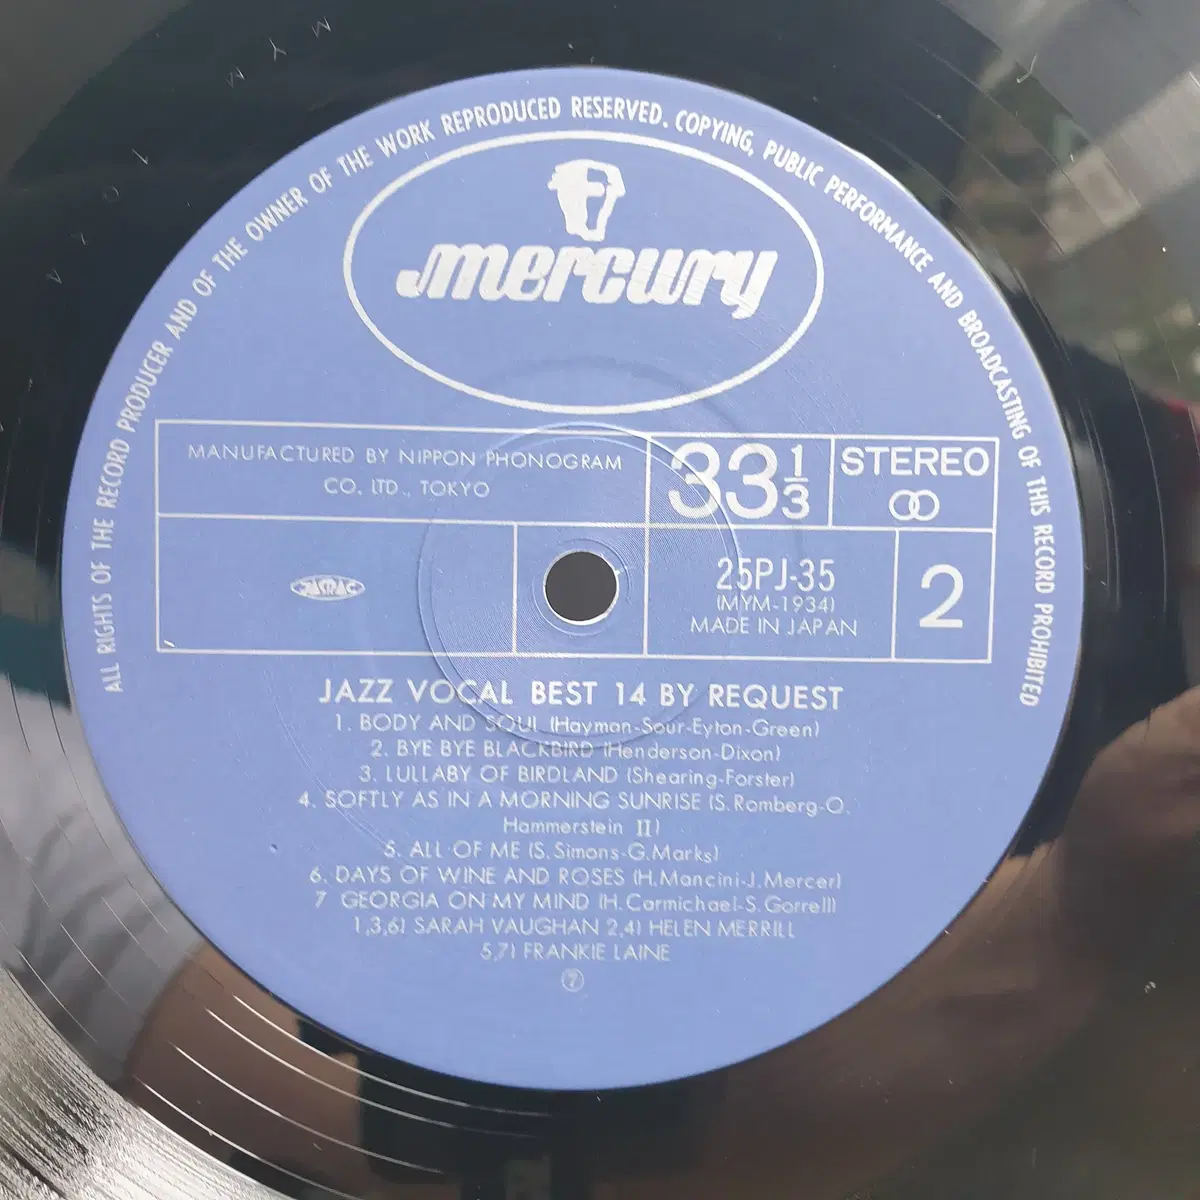 ALL RIGHTS OF THE RECORD PRODUCER AND OF THE OWNER OF THE WORK REPRODUCED RESERVED. COPYING, PUBLIC PERFORMANCE AND BROADCASTING OF THIS RECORD PROHIBITED
mercury
MANUFACTURED BY NIPPON PHONOGRAM
CO. LTD., TOKYO
33 1/3
STEREO
JASRAC
25PJ-35
(MYM-1934)
MADE IN JAPAN
2
JAZZ VOCAL BEST 14 BY REQUEST
1. BODY AND SOUL (Hayman-Sour-Eyton-Green)
2. BYE BYE BLACKBIRD (Henderson-Dixon)
3. LULLABY OF BIRDLAND (Shearing-Forster)
4. SOFTLY AS IN A MORNING SUNRISE (S. Romberg-O.
Hammerstein II)
5. ALL OF ME (S. Simons-G. Marks)
6. DAYS OF WINE AND ROSES (H. Mancini-J. Mercer)
7 GEORGIA ON MY MIND (H. Carmichael-S. Gorrell)
1,3,6) SARAH VAUGHAN 2,4) HELEN MERRILL
5,7) FRANKIE LAINE
⑦